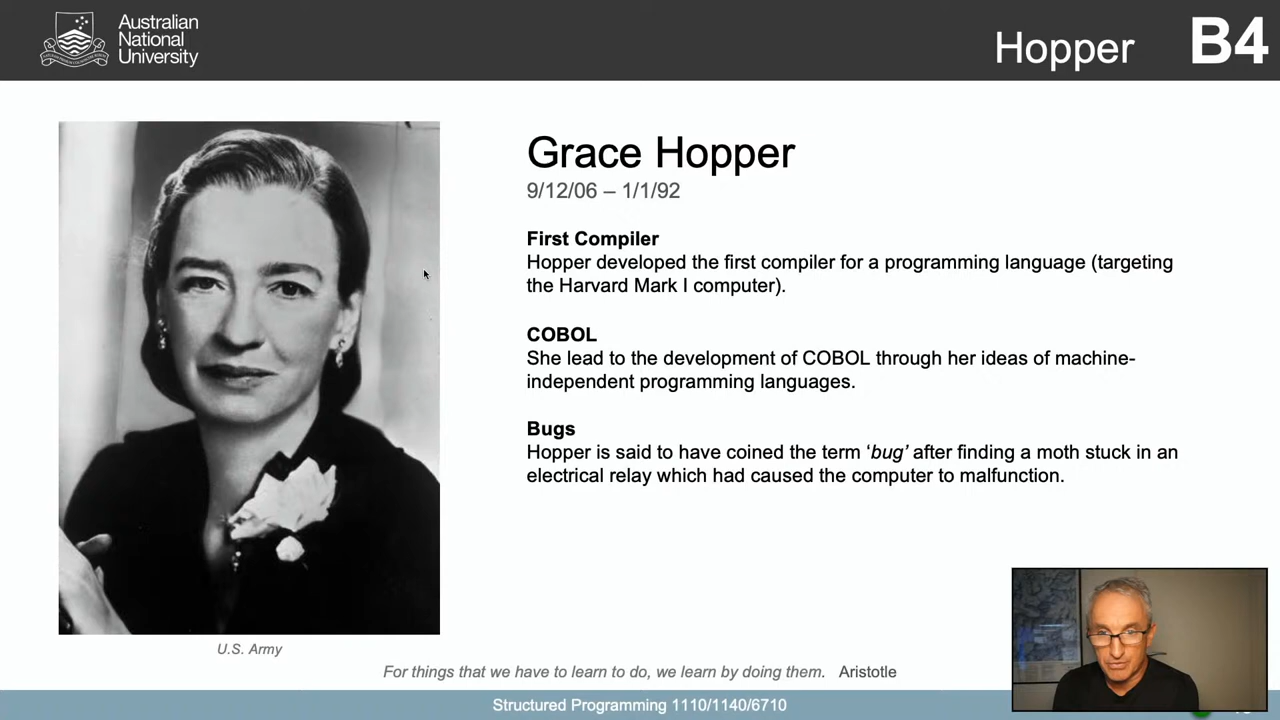 Australian
National
University
Hopper B4
Grace Hopper
9/12/06 – 1/1/92
First Compiler
Hopper developed the first compiler for a programming language (targeting
the Harvard Mark I computer).
COBOL
She lead to the development of COBOL through her ideas of machine-
independent programming languages.
Bugs
Hopper is said to have coined the term ‘bug’ after finding a moth stuck in an
electrical relay which had caused the computer to malfunction.
U.S. Army
For things that we have to learn to do, we learn by doing them. Aristotle
Structured Programming 1110/1140/6710